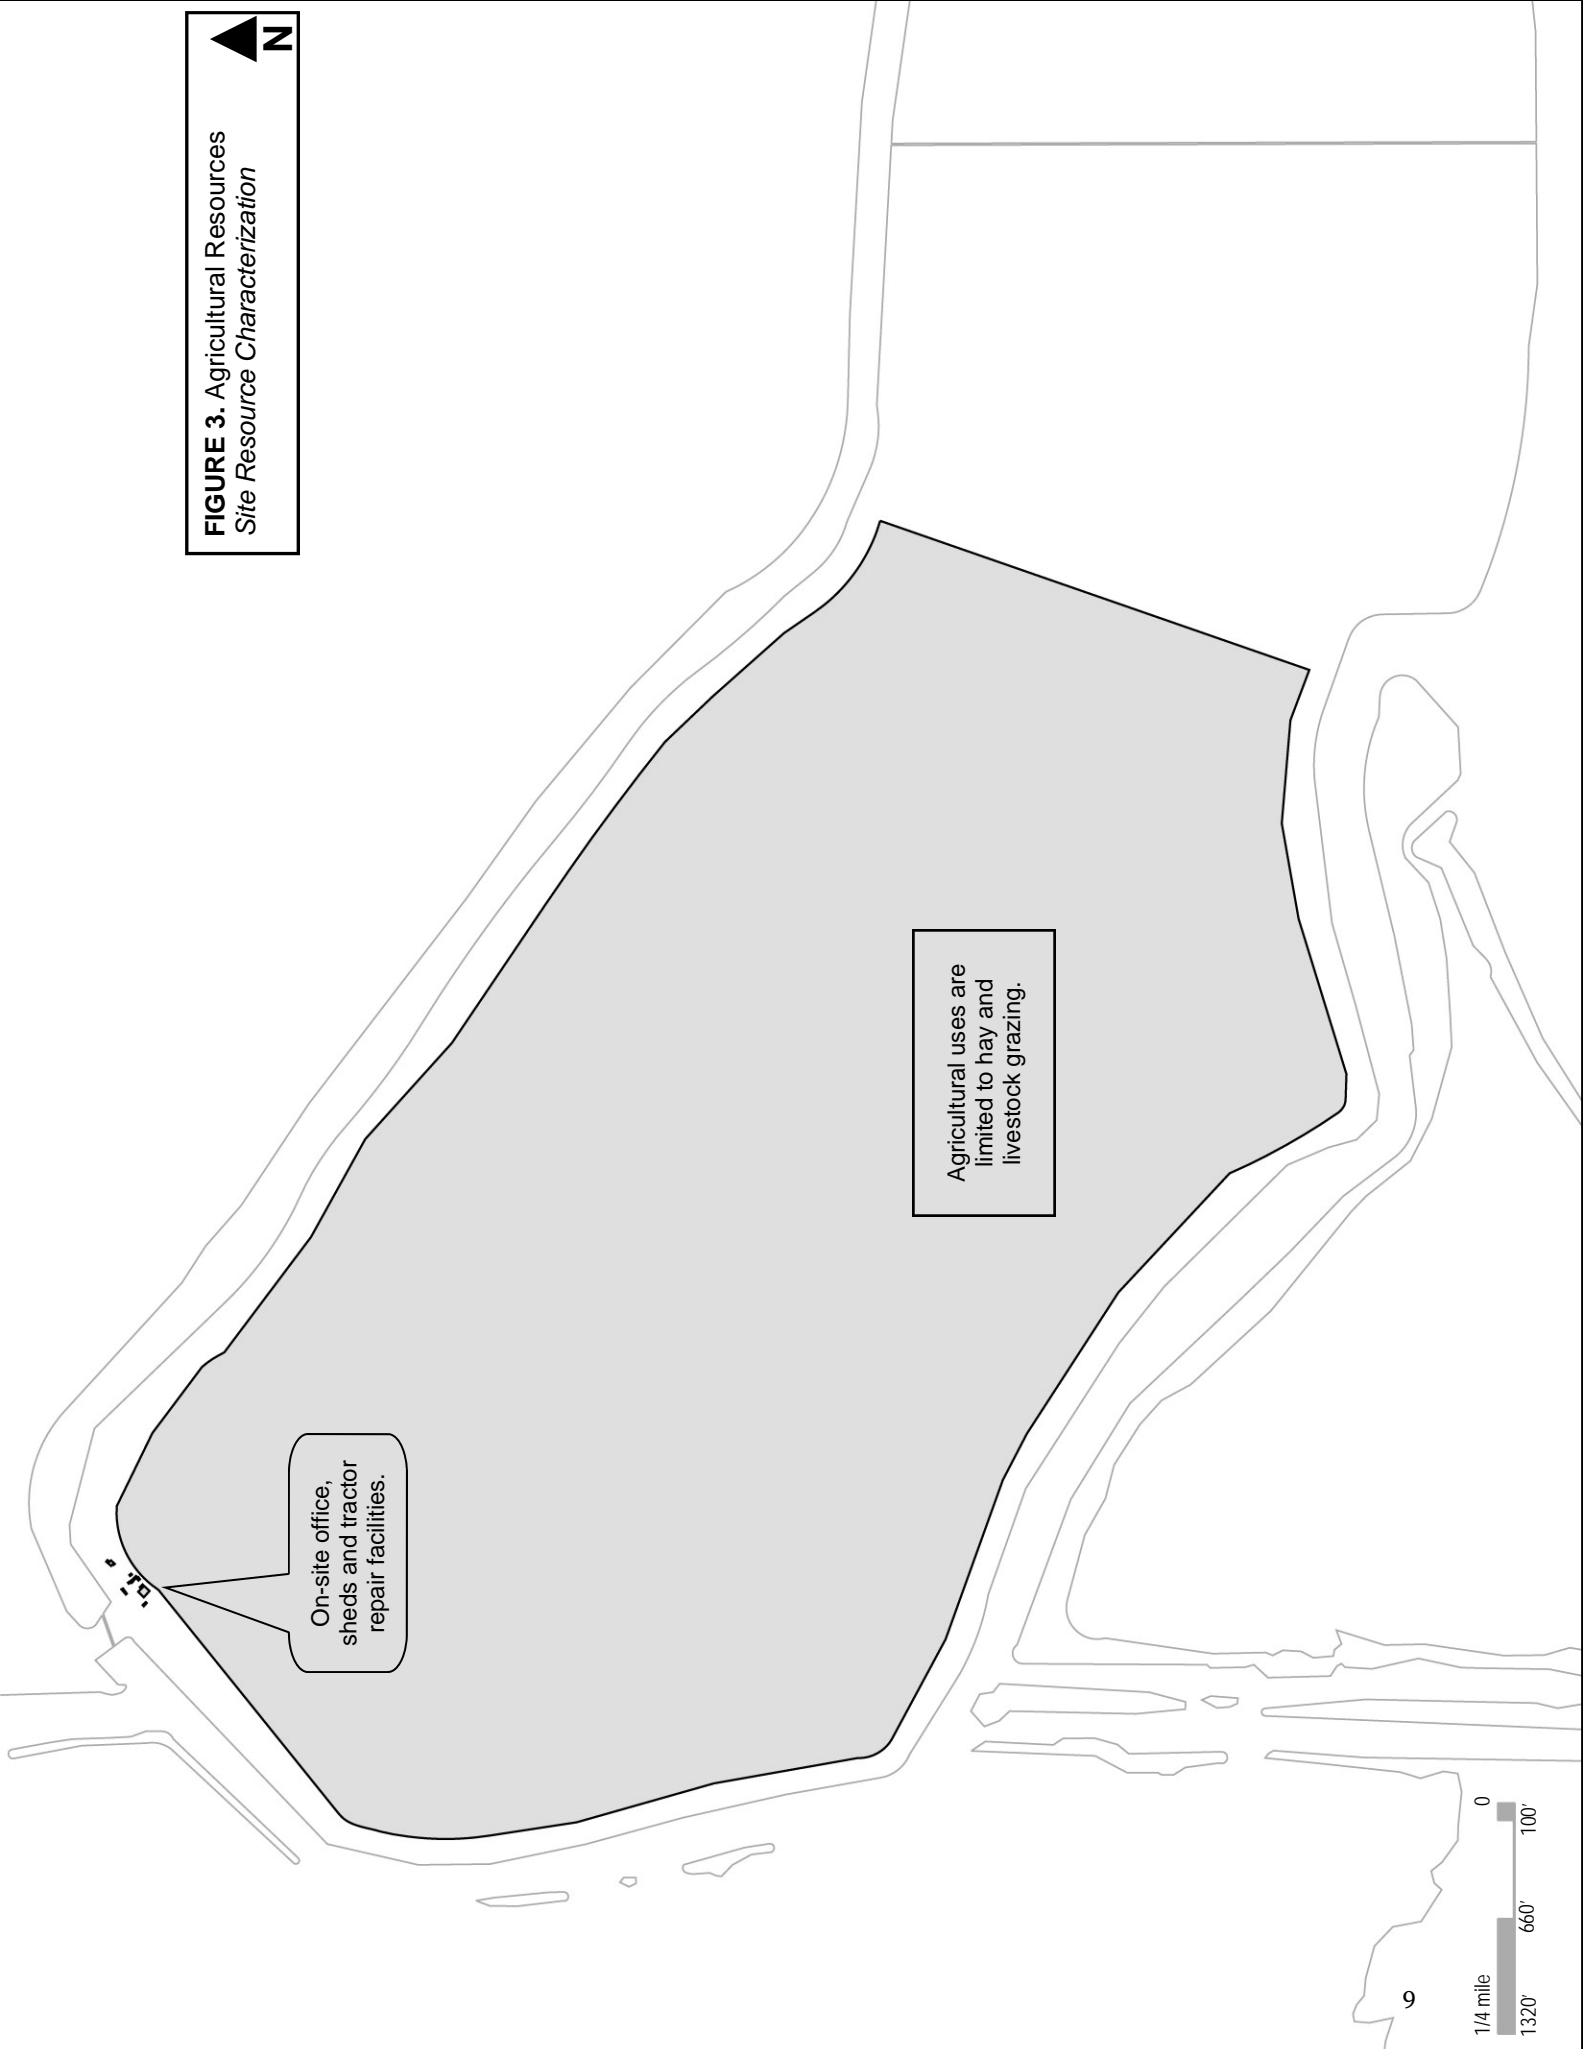 FIGURE 3. Agricultural Resources
Site Resource Characterization
N
On-site office,
sheds and tractor
repair facilities.
Agricultural uses are
limited to hay and
livestock grazing.
1/4 mile 0
1320′ 660′ 100′
9